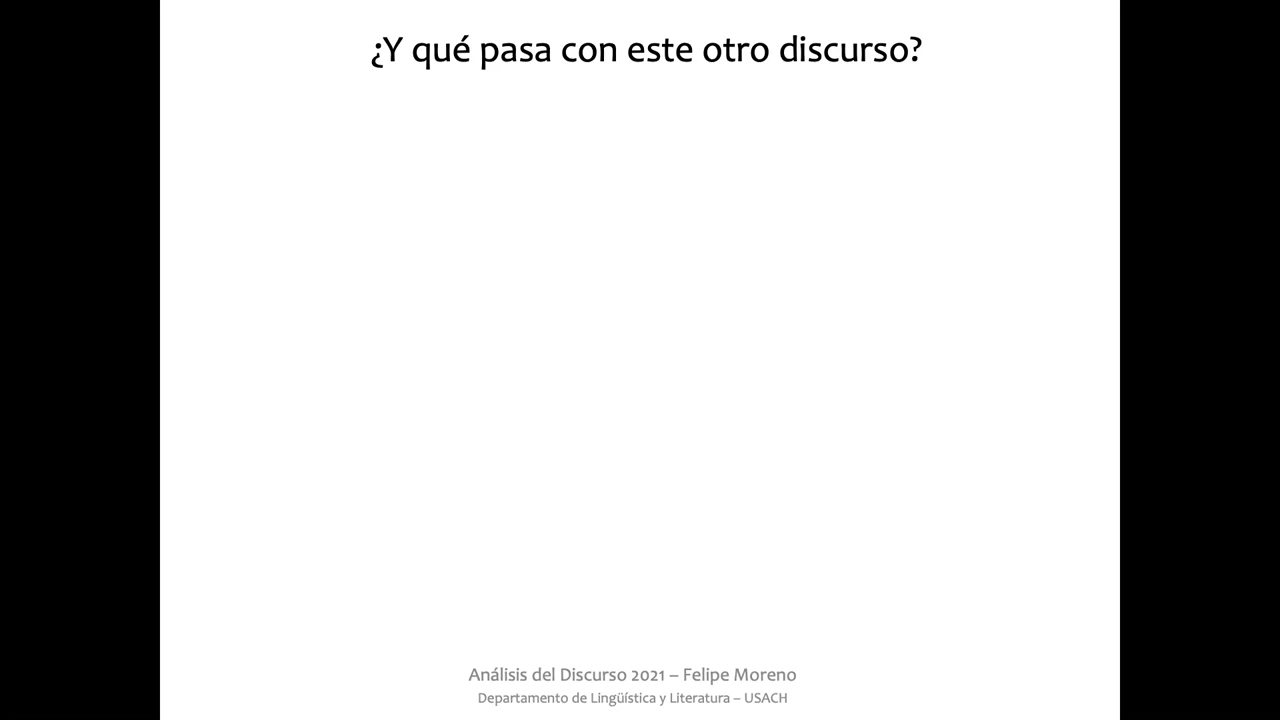 ¿Y qué pasa con este otro discurso?
Análisis del Discurso 2021 – Felipe Moreno
Departamento de Lingüística y Literatura – USACH